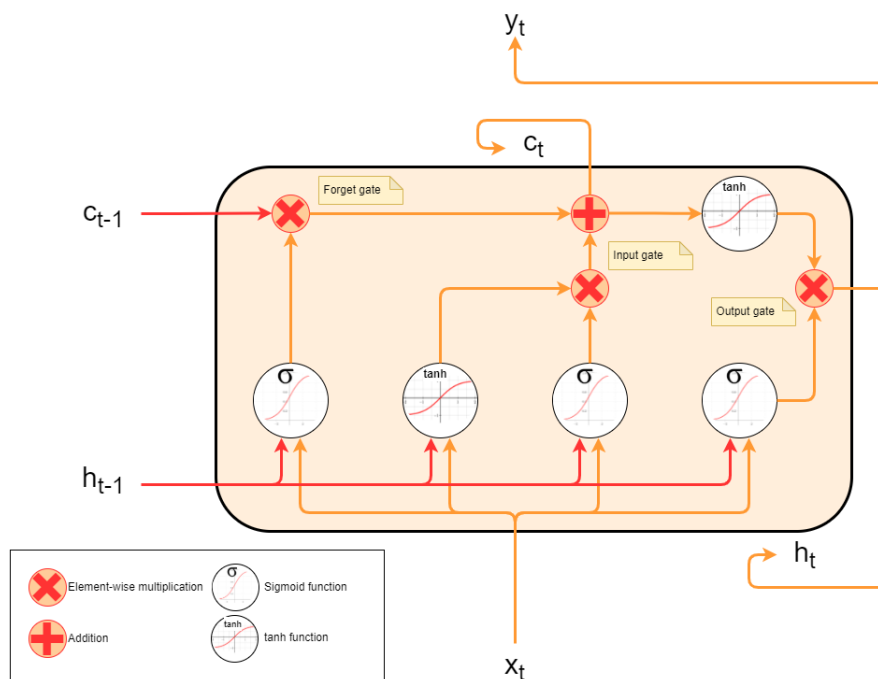 y_t
c_t
Forget gate
tanh
c_t-1
Input gate
Output gate
σ
tanh
σ
σ
h_t-1
h_t
σ
Element-wise multiplication
Sigmoid function
tanh
Addition
tanh function
x_t